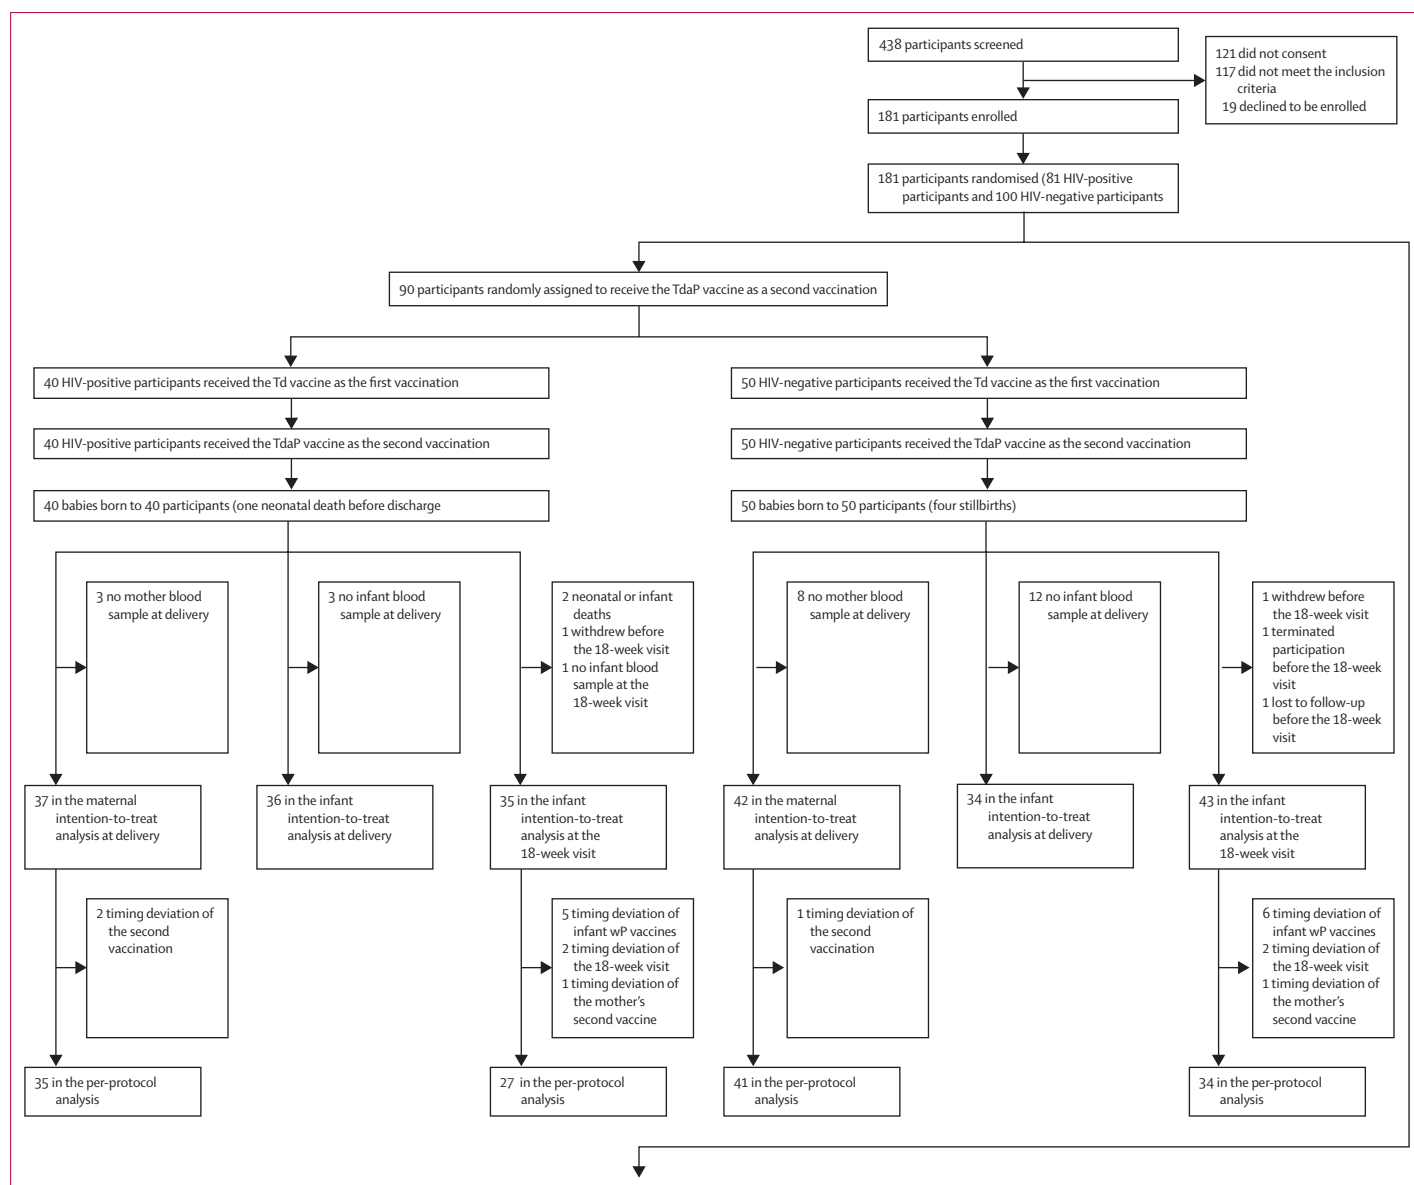 438 participants screened
121 did not consent
117 did not meet the inclusion
criteria
19 declined to be enrolled
181 participants enrolled
181 participants randomised (81 HIV-positive
participants and 100 HIV-negative participants
90 participants randomly assigned to receive the TdaP vaccine as a second vaccination
40 HIV-positive participants received the Td vaccine as the first vaccination
50 HIV-negative participants received the Td vaccine as the first vaccination
40 HIV-positive participants received the TdaP vaccine as the second vaccination
50 HIV-negative participants received the TdaP vaccine as the second vaccination
40 babies born to 40 participants (one neonatal death before discharge
50 babies born to 50 participants (four stillbirths)
3 no mother blood
sample at delivery
3 no infant blood
sample at delivery
2 neonatal or infant
deaths
1 withdrew before
the 18-week visit
1 no infant blood
sample at the
18-week visit
8 no mother blood
sample at delivery
12 no infant blood
sample at delivery
1 withdrew before
the 18-week visit
1 terminated
participation
before the 18-week
visit
1 lost to follow-up
before the 18-week
visit
37 in the maternal
intention-to-treat
analysis at delivery
36 in the infant
intention-to-treat
analysis at delivery
35 in the infant
intention-to-treat
analysis at the
18-week visit
42 in the maternal
intention-to-treat
analysis at delivery
34 in the infant
intention-to-treat
analysis at delivery
43 in the infant
intention-to-treat
analysis at the
18-week visit
2 timing deviation of
the second
vaccination
5 timing deviation of
infant wP vaccines
2 timing deviation of
the 18-week visit
1 timing deviation of
the mother's
second vaccine
1 timing deviation of
the second
vaccination
6 timing deviation of
infant wP vaccines
2 timing deviation of
the 18-week visit
1 timing deviation of
the mother's
second vaccine
35 in the per-protocol
analysis
27 in the per-protocol
analysis
41 in the per-protocol
analysis
34 in the per-protocol
analysis